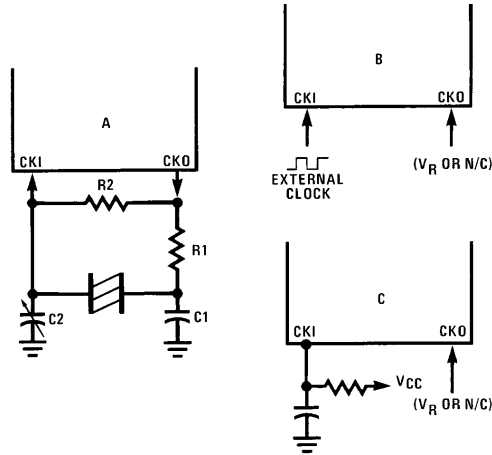 A
CKI
CKO
R2
R1
C2
C1
B
CKI
CKO
EXTERNAL
CLOCK
(VR OR N/C)
C
CKI
CKO
VCC
(VR OR N/C)